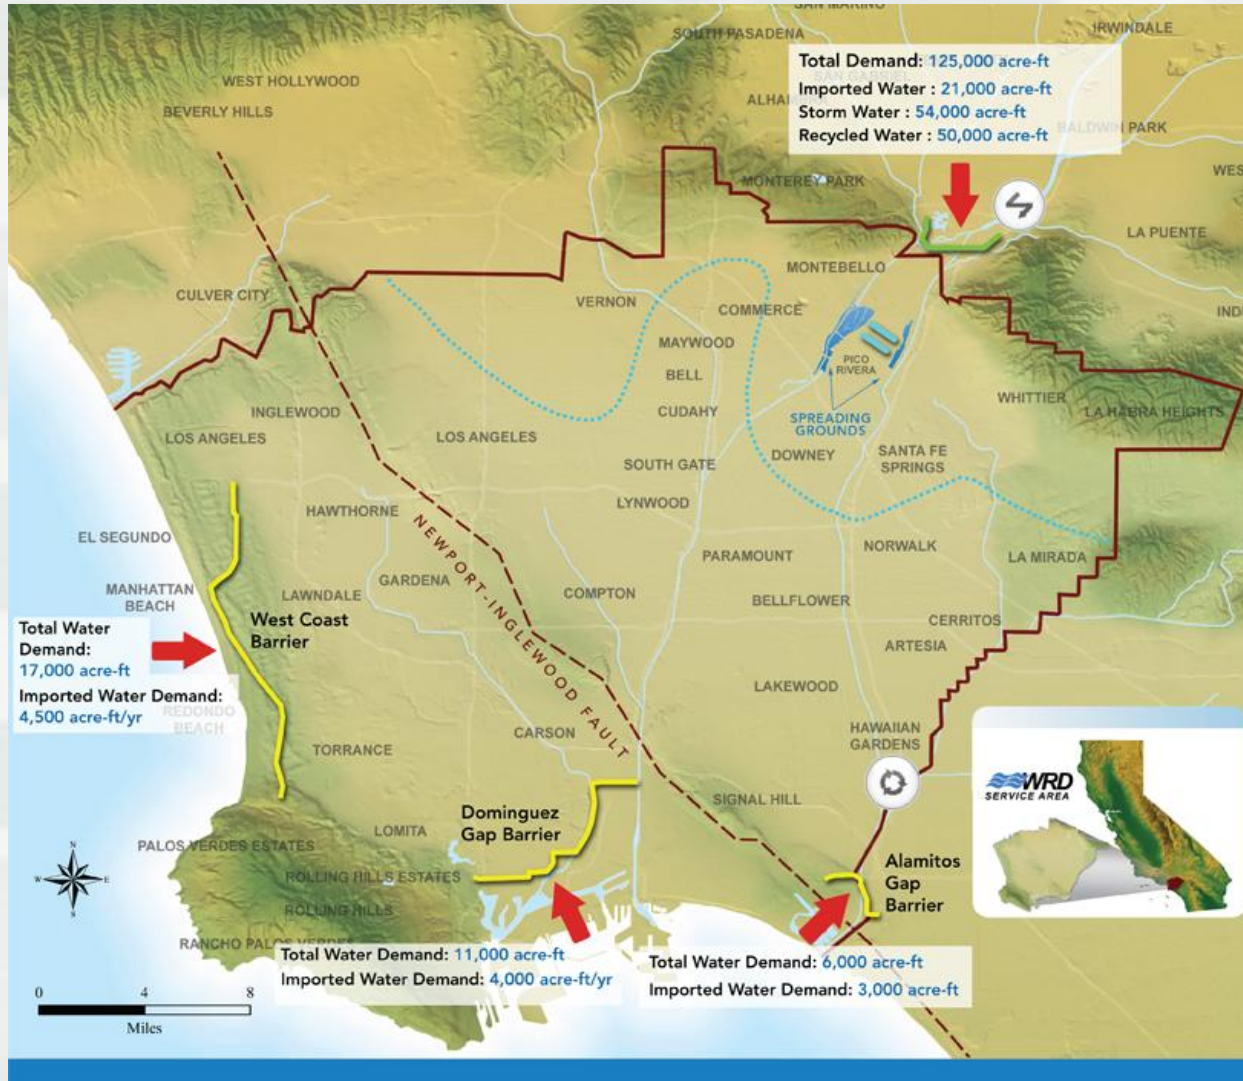 SAN MARINO
SOUTH PASADENA
IRWINDALE
Total Demand: 125,000 acre-ft
SAN GABRIEL
Imported Water : 21,000 acre-ft
ALHAM
Storm Water : 54,000 acre-ft
Recycled Water : 50,000 acre-ft
BALDWIN PARK
WEST HOLLYWOOD
BEVERLY HILLS
WES
MONTEREY PARK
LA PUENTE
MONTEBELLO
CULVER CITY
VERNON
COMMERCE
INDU
MAYWOOD
BELL
PICO
RIVERA
CUDAHY
WHITTIER
LA HABRA HEIGHTS
INGLEWOOD
SPREADING
GROUNDS
LOS ANGELES
LOS ANGELES
SOUTH GATE
DOWNEY
SANTA FE
SPRINGS
LYNWOOD
HAWTHORNE
EL SEGUNDO
NEWPORT-INGLEWOOD FAULT
PARAMOUNT
NORWALK
LA MIRADA
MANHATTAN
BEACH
LAWNDALE
GARDENA
COMPTON
BELLFLOWER
CERRITOS
ARTESIA
West Coast
Barrier
Total Water
Demand:
17,000 acre-ft
Imported Water Demand:
4,500 acre-ft/yr
REDONDO
BEACH
LAKEWOOD
TORRANCE
CARSON
HAWAIIAN
GARDENS
WRD
SERVICE AREA
SIGNAL HILL
Dominguez
Gap Barrier
LOMITA
PALOS VERDES ESTATES
Alamitos
Gap
Barrier
N
W
E
S
ROLLING HILLS ESTATES
ROLLING HILLS
RANCHO PALOS VERDES
Total Water Demand: 11,000 acre-ft
Imported Water Demand: 4,000 acre-ft/yr
Total Water Demand: 6,000 acre-ft
Imported Water Demand: 3,000 acre-ft
0 4 8
Miles